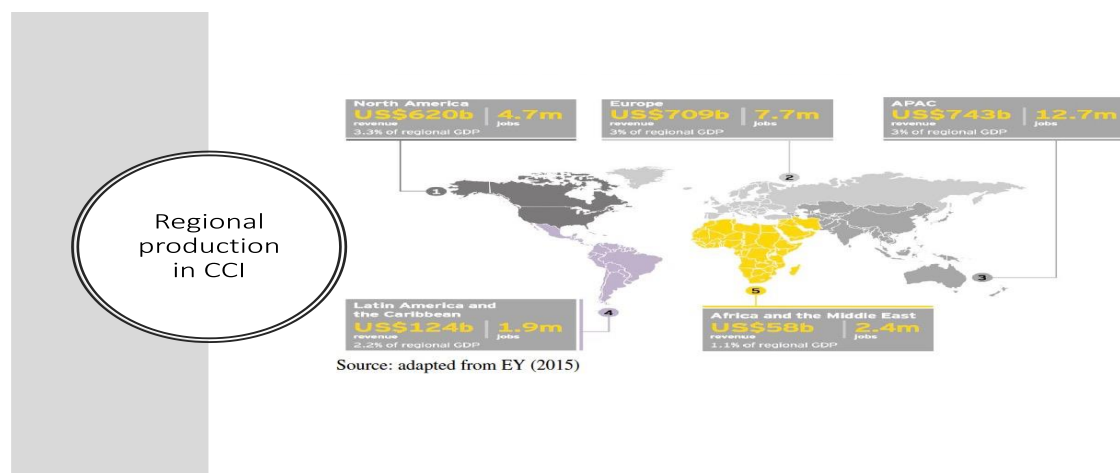 Regional
production
in CCI
North America
US$620b
revenue
4.7m
jobs
3.3% of regional GDP
Europe
US$709b
revenue
7.7m
jobs
3% of regional GDP
APAC
US$743b
revenue
12.7m
jobs
3% of regional GDP
1
2
3
4
5
Latin America and
the Caribbean
US$124b
revenue
1.9m
jobs
2.2% of regional GDP
Africa and the Middle East
US$58b
revenue
2.4m
jobs
1.1% of regional GDP
Source: adapted from EY (2015)